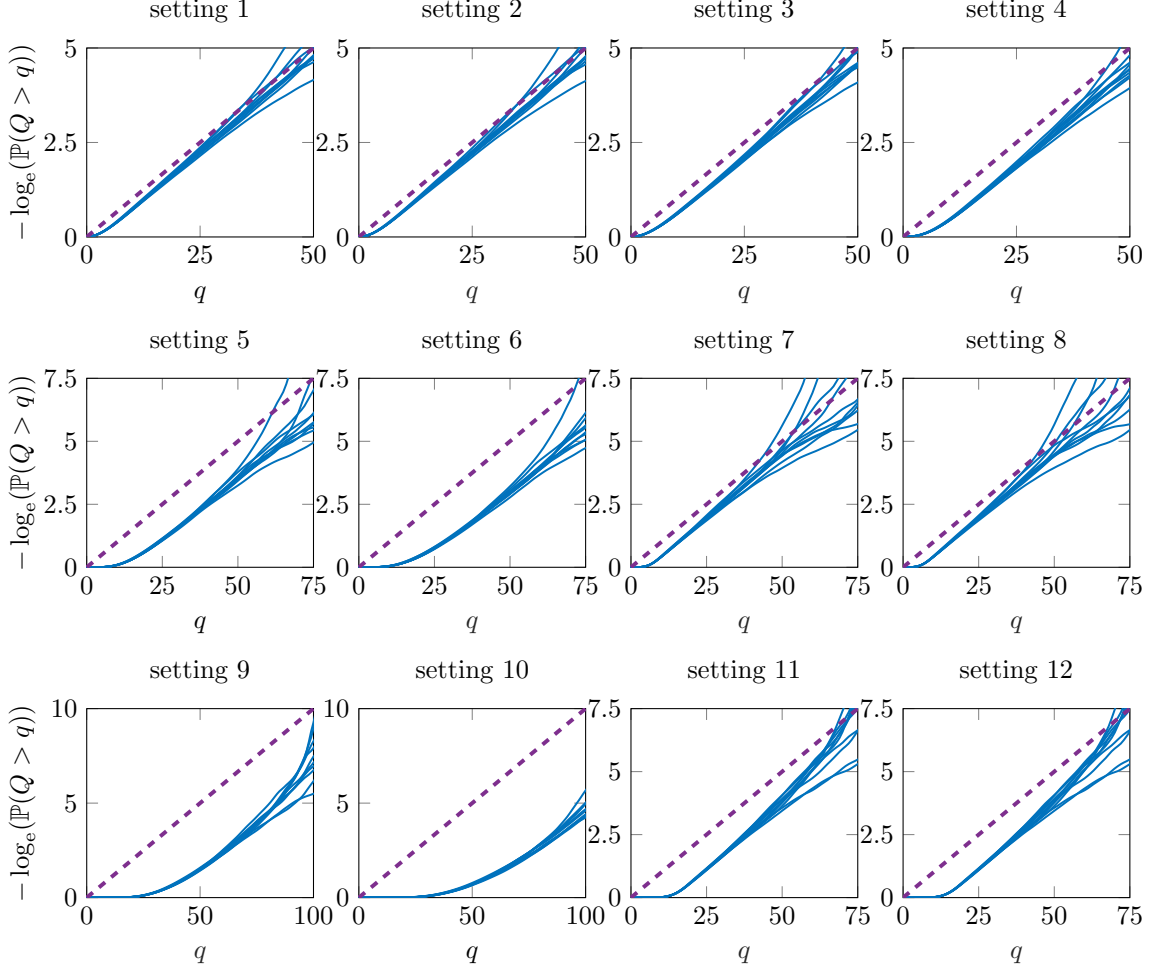 setting 1 setting 2 setting 3 setting 4
− log_e(ℙ(Q > q))
5 5 5 5
2.5 2.5 2.5 2.5
0 0 0 0
0 25 50 0 25 50 0 25 50 0 25 50
q q q q
setting 5 setting 6 setting 7 setting 8
− log_e(ℙ(Q > q))
7.5 7.5 7.5 7.5
5 5 5 5
2.5 2.5 2.5 2.5
0 0 0 0
0 25 50 75 0 25 50 75 0 25 50 75 0 25 50 75
q q q q
setting 9 setting 10 setting 11 setting 12
− log_e(ℙ(Q > q))
10 10 7.5 7.5
5 5 5 5
2.5 2.5
0 0 0 0
0 50 100 0 50 100 0 25 50 75 0 25 50 75
q q q q